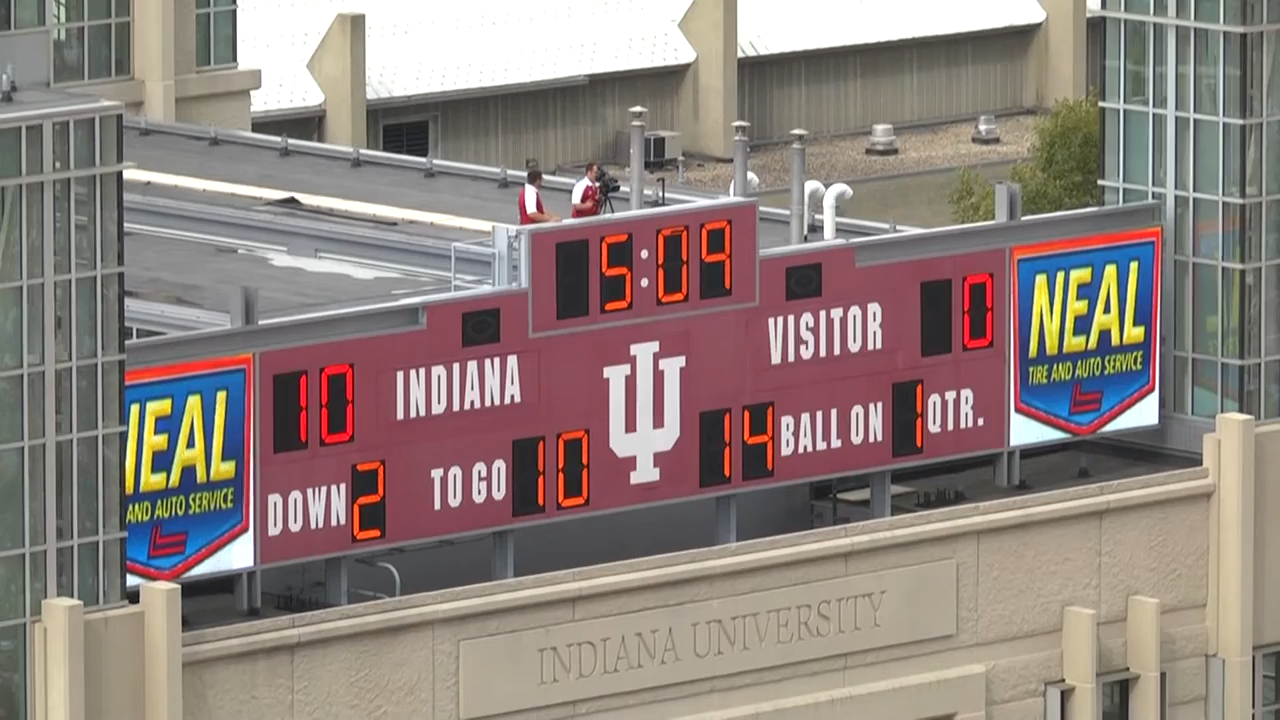 5:09
10 INDIANA
VISITOR 0
IU
DOWN 2 TO GO 10
14 BALL ON 1 QTR.
NEAL
AND AUTO SERVICE
NEAL
TIRE AND AUTO SERVICE
INDIANA UNIVERSITY